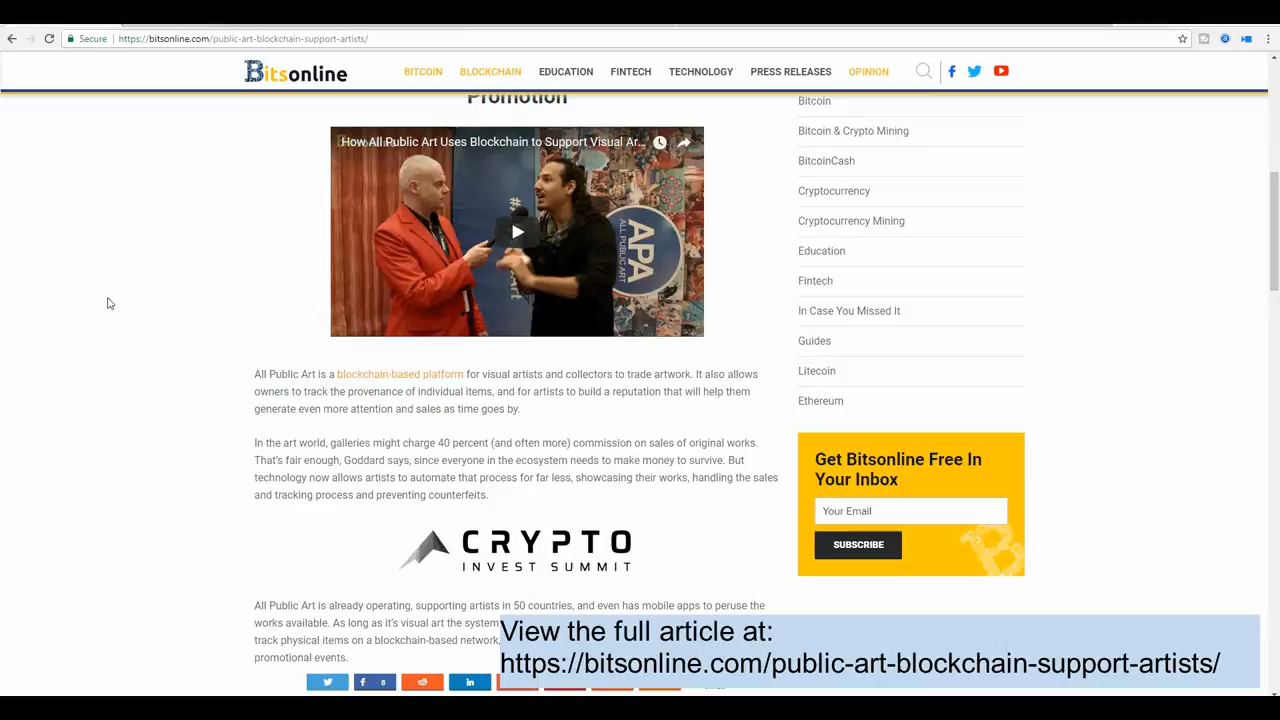 Secure
https://bitsonline.com/public-art-blockchain-support-artists/
Bitsonline
BITCOIN
BLOCKCHAIN
EDUCATION
FINTECH
TECHNOLOGY
PRESS RELEASES
OPINION
Promotion
How All Public Art Uses Blockchain to Support Visual Ar...
APA
ALL PUBLIC ART
All Public Art is a blockchain-based platform for visual artists and collectors to trade artwork. It also allows
owners to track the provenance of individual items, and for artists to build a reputation that will help them
generate even more attention and sales as time goes by.
In the art world, galleries might charge 40 percent (and often more) commission on sales of original works.
That's fair enough, Goddard says, since everyone in the ecosystem needs to make money to survive. But
technology now allows artists to automate that process for far less, showcasing their works, handling the sales
and tracking process and preventing counterfeits.
CRYPTO
INVEST SUMMIT
All Public Art is already operating, supporting artists in 50 countries, and even has mobile apps to peruse the
works available. As long as it's visual art the system
track physical items on a blockchain-based network,
promotional events.
8
Bitcoin
Bitcoin & Crypto Mining
BitcoinCash
Cryptocurrency
Cryptocurrency Mining
Education
Fintech
In Case You Missed It
Guides
Litecoin
Ethereum
Get Bitsonline Free In
Your Inbox
Your Email
SUBSCRIBE
View the full article at:
https://bitsonline.com/public-art-blockchain-support-artists/